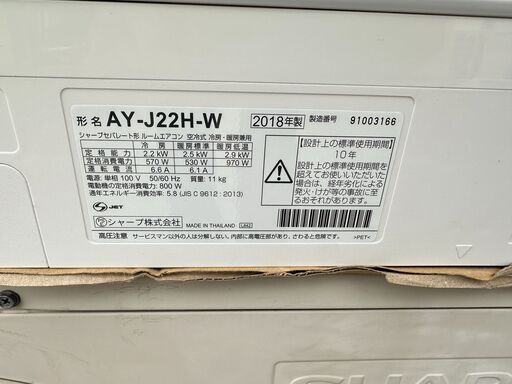 形名 AY-J22H-W 2018年製 製造番号 91003166
シャープセパレート形 ルームエアコン 空冷式 冷房・暖房兼用
冷房 暖房標準 暖房低温
定格能力 2.2kW 2.5kW 2.9kW
定格消費電力 570 W 530 W 970 W
運転電流 6.6 A 6.1 A
電源:単相 100 V 50/60 Hz 質量:11 kg
電動機の定格消費電力:800 W
通年エネルギー消費効率:5.8 (JIS C 9612:2013)
【設計上の標準使用期間】
10年
設計上の標準使用期間を
超えてお使いいただいた
場合は、経年劣化による
発火・けが等の事故に至
るおそれがあります。
JET
シャープ株式会社 MADE IN THAILAND
高圧注意 サービスマン以外の人は分解しない。内部に高電圧部があり、さわると危険です。 >PET<
SHARP